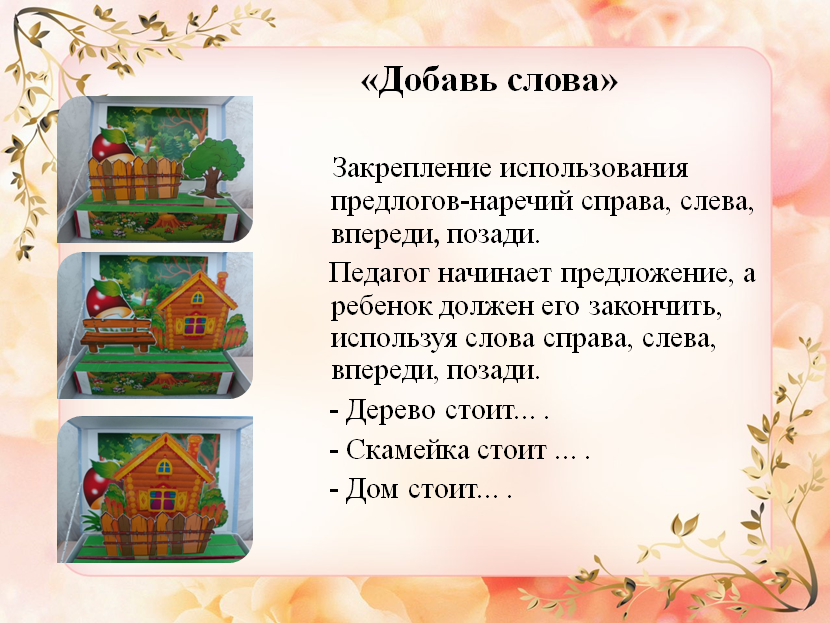 «Добавь слова»
Закрепление использования
предлогов-наречий справа, слева,
впереди, позади.
Педагог начинает предложение, а
ребенок должен его закончить,
используя слова справа, слева,
впереди, позади.
- Дерево стоит... .
- Скамейка стоит ... .
- Дом стоит... .